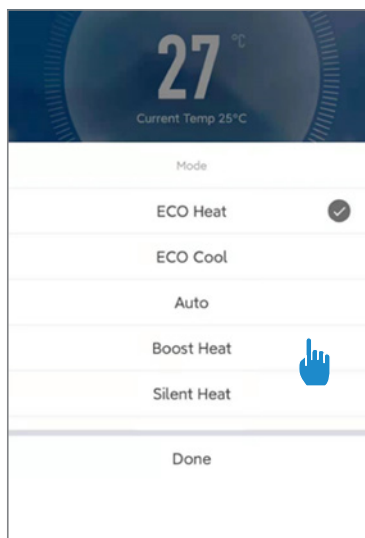 27 °C
Current Temp 25°C
Mode
ECO Heat
ECO Cool
Auto
Boost Heat
Silent Heat
Done